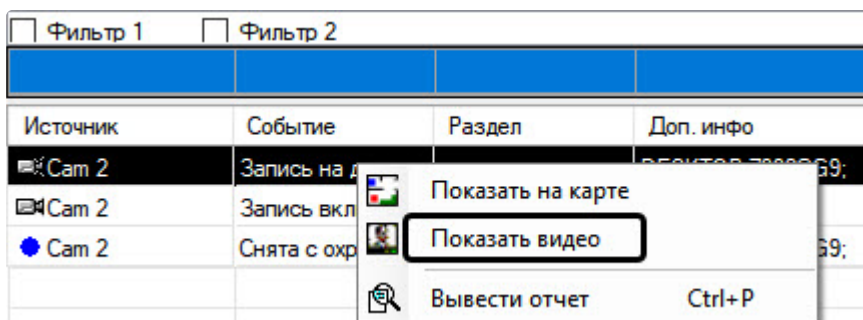 Фильтр 1 Фильтр 2
Источник Событие Раздел Доп. инфо
Cam 2 Запись на
Показать на карте
Cam 2 Запись вкл
Показать видео
Cam 2 Снята с охр G9;
Вывести отчет Ctrl+P